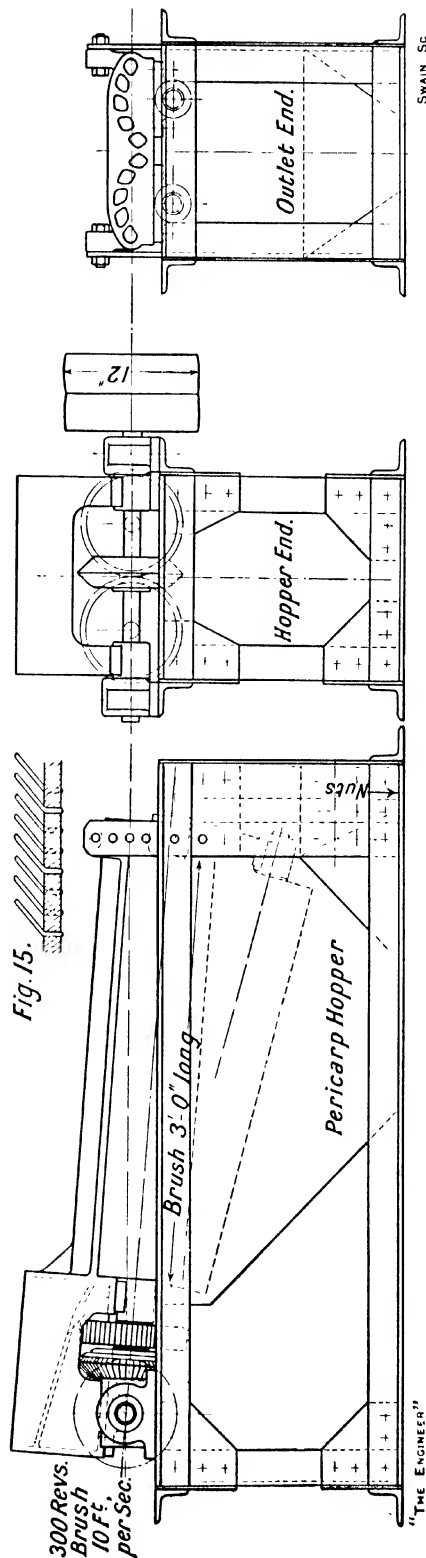 Fig. 15.
300 Revs.
Brush
10 Ft,
per Sec.
Brush 3' 0" long
Pericarp Hopper
Nuts
12"
Hopper End.
Outlet End.
"THE ENGINEER"
SWAIN SC